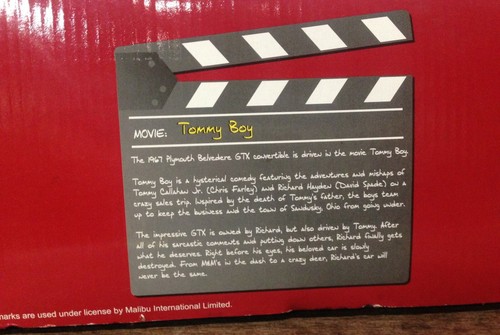 MOVIE: Tommy Boy
The 1967 Plymouth Belvedere GTX convertible is driven in the movie Tommy Boy.
Tommy Boy is a hysterical comedy featuring the adventures and mishaps of
Tommy Callahan Jr. (Chris Farley) and Richard Hayden (David Spade) on a
crazy sales trip. Inspired by the death of Tommy's father, the boys team
up to keep the business and the town of Sandusky, Ohio from going under.
The impressive GTX is owned by Richard, but also driven by Tommy. After
all of his sarcastic comments and putting down others, Richard finally gets
what he deserves. Right before his eyes, his beloved car is slowly
destroyed. From M&M's in the dash to a crazy deer, Richard's car will
never be the same.
marks are used under license by Malibu International Limited.